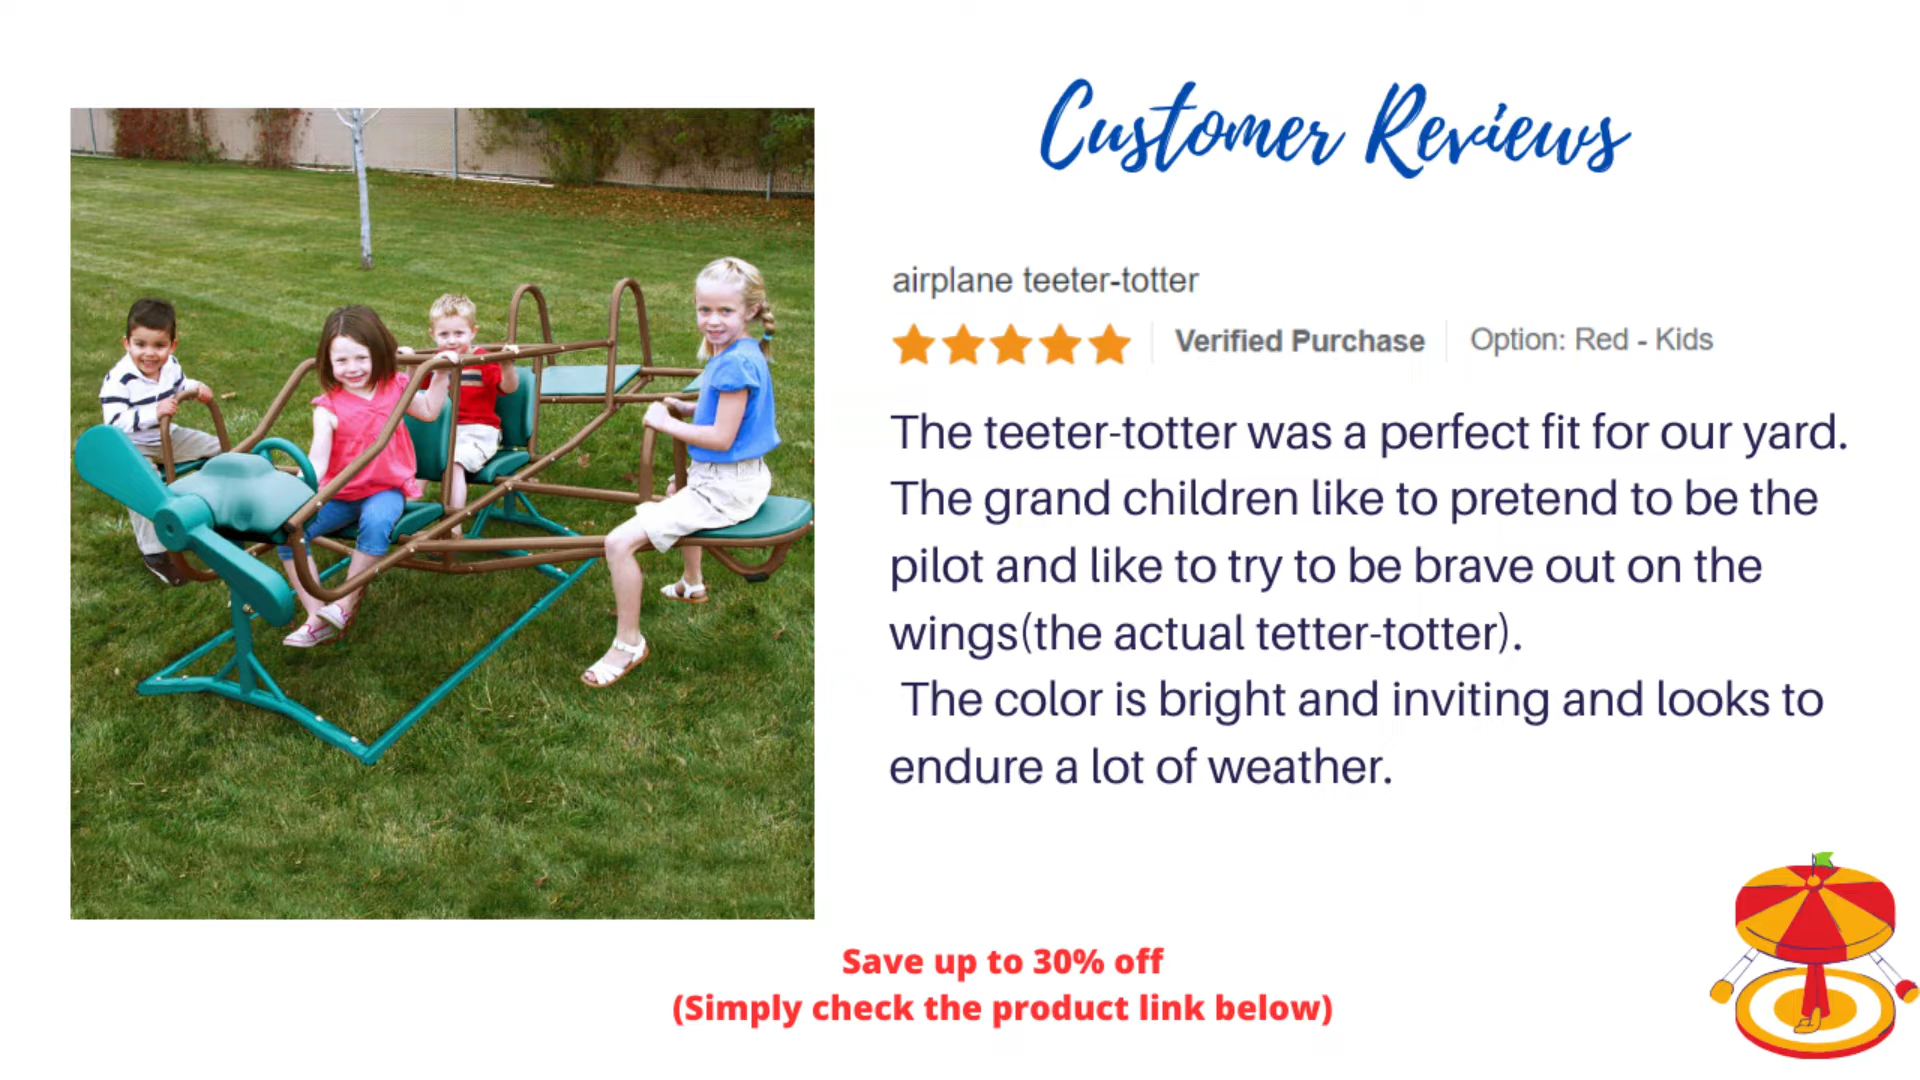 Customer Reviews
airplane teeter-totter
Verified Purchase
Option: Red - Kids
The teeter-totter was a perfect fit for our yard.
The grand children like to pretend to be the
pilot and like to try to be brave out on the
wings(the actual tetter-totter).
The color is bright and inviting and looks to
endure a lot of weather.
Save up to 30% off
(Simply check the product link below)